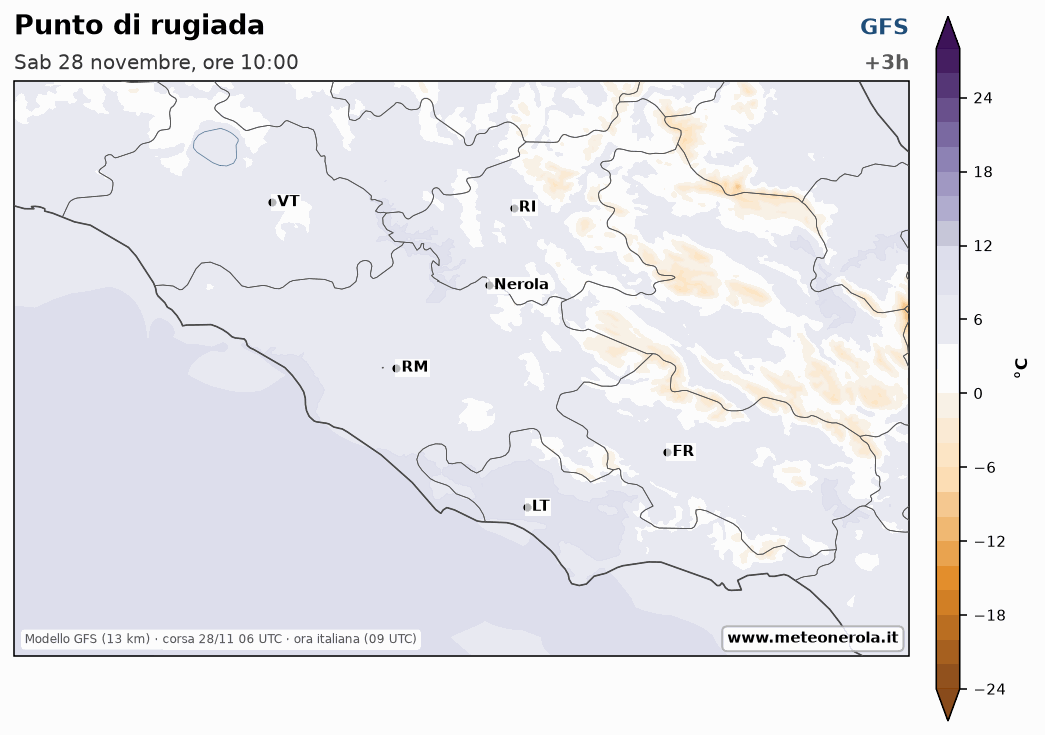 Punto di rugiada
GFS
Sab 28 novembre, ore 10:00
+3h
VT
RI
Nerola
RM
FR
LT
Modello GFS (13 km) · corsa 28/11 06 UTC · ora italiana (09 UTC)
www.meteonerola.it
24
18
12
6
0
−6
−12
−18
−24
°C